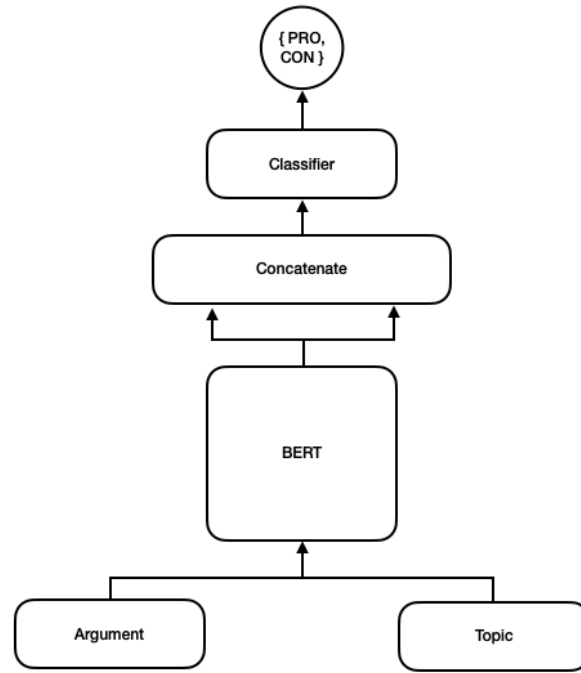 { PRO,
CON }
Classifier
Concatenate
BERT
Argument
Topic